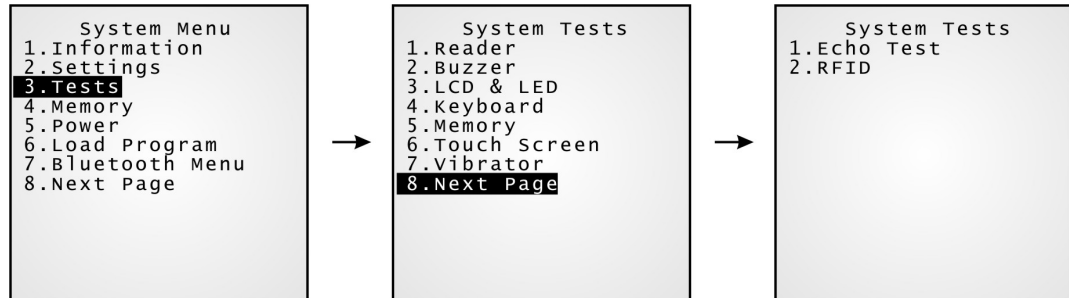 System Menu
1.Information
2.Settings
3.Tests
4.Memory
5.Power
6.Load Program
7.Bluetooth Menu
8.Next Page
System Tests
1.Reader
2.Buzzer
3.LCD & LED
4.Keyboard
5.Memory
6.Touch Screen
7.Vibrator
8.Next Page
System Tests
1.Echo Test
2.RFID